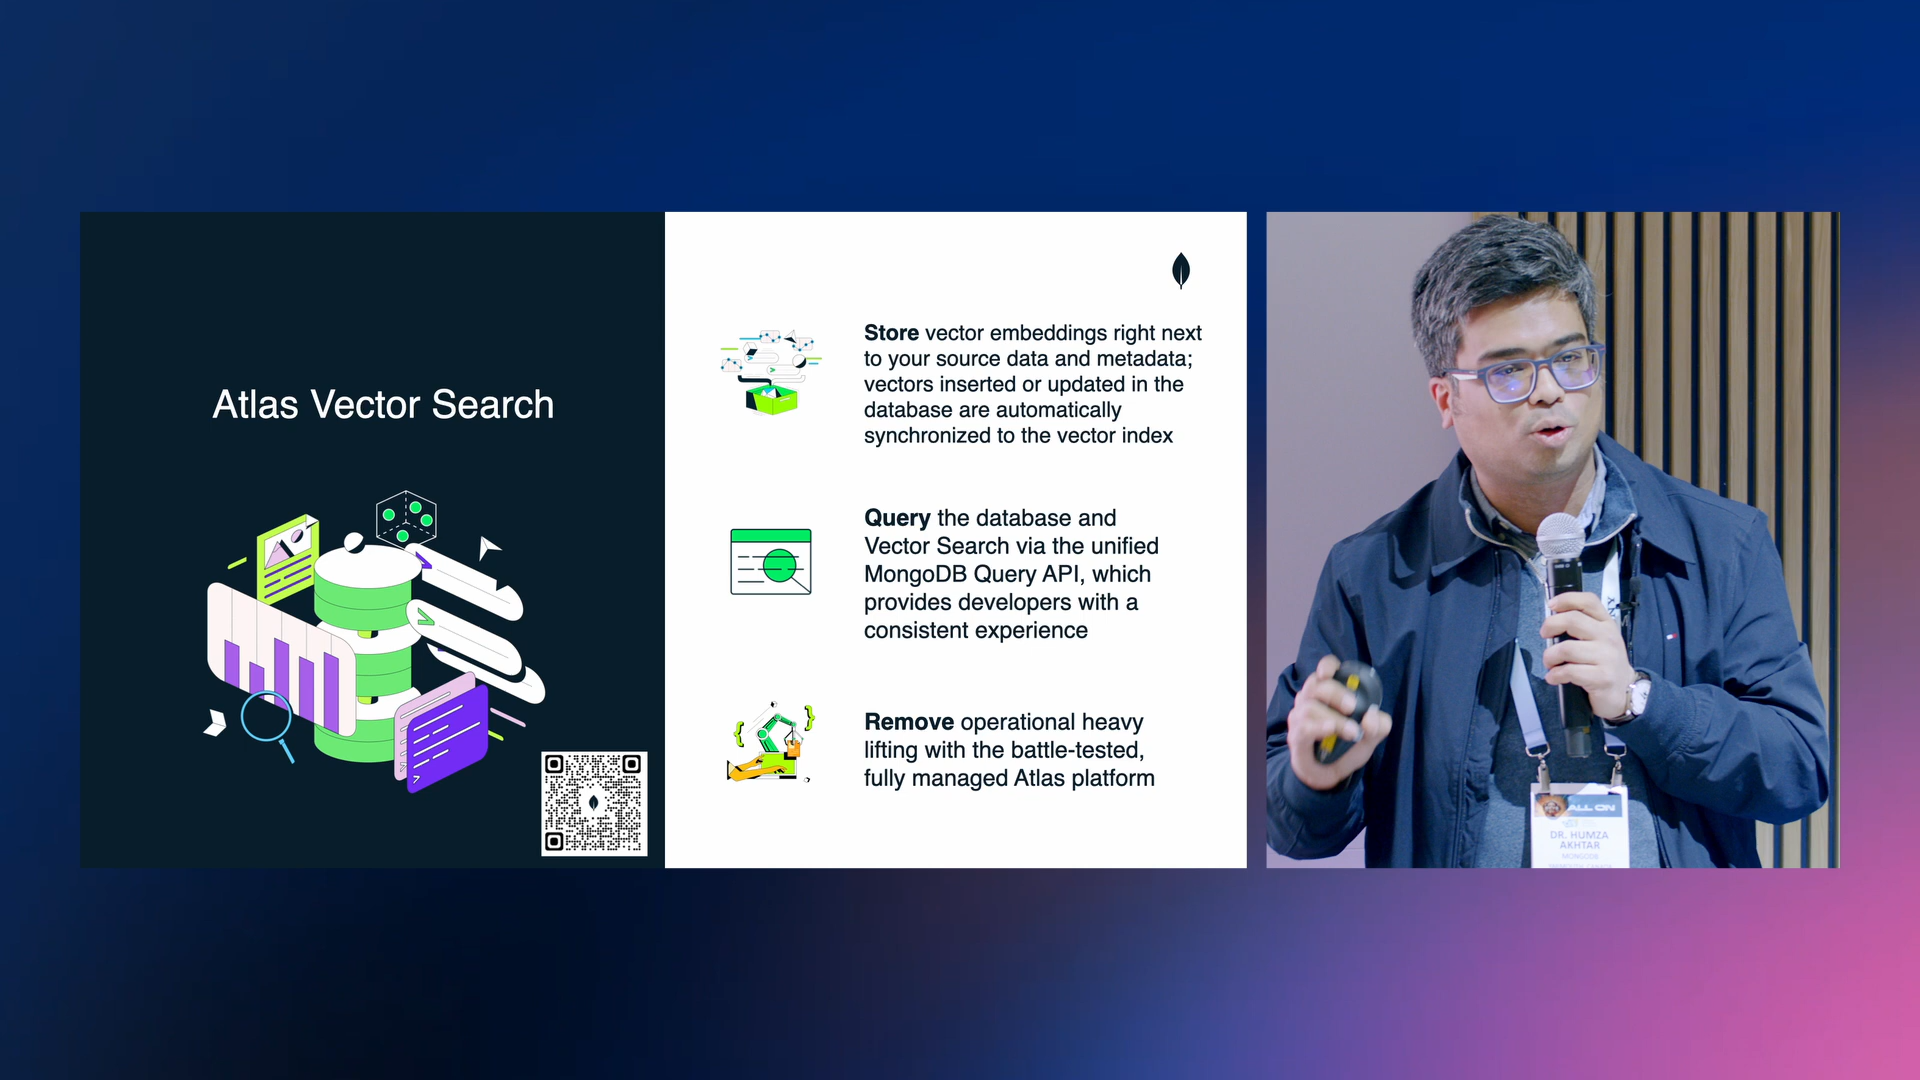 Atlas Vector Search
Store vector embeddings right next
to your source data and metadata;
vectors inserted or updated in the
database are automatically
synchronized to the vector index
Query the database and
Vector Search via the unified
MongoDB Query API, which
provides developers with a
consistent experience
Remove operational heavy
lifting with the battle-tested,
fully managed Atlas platform
ALL ON
DR. HUMZA
AKHTAR
MONGODB